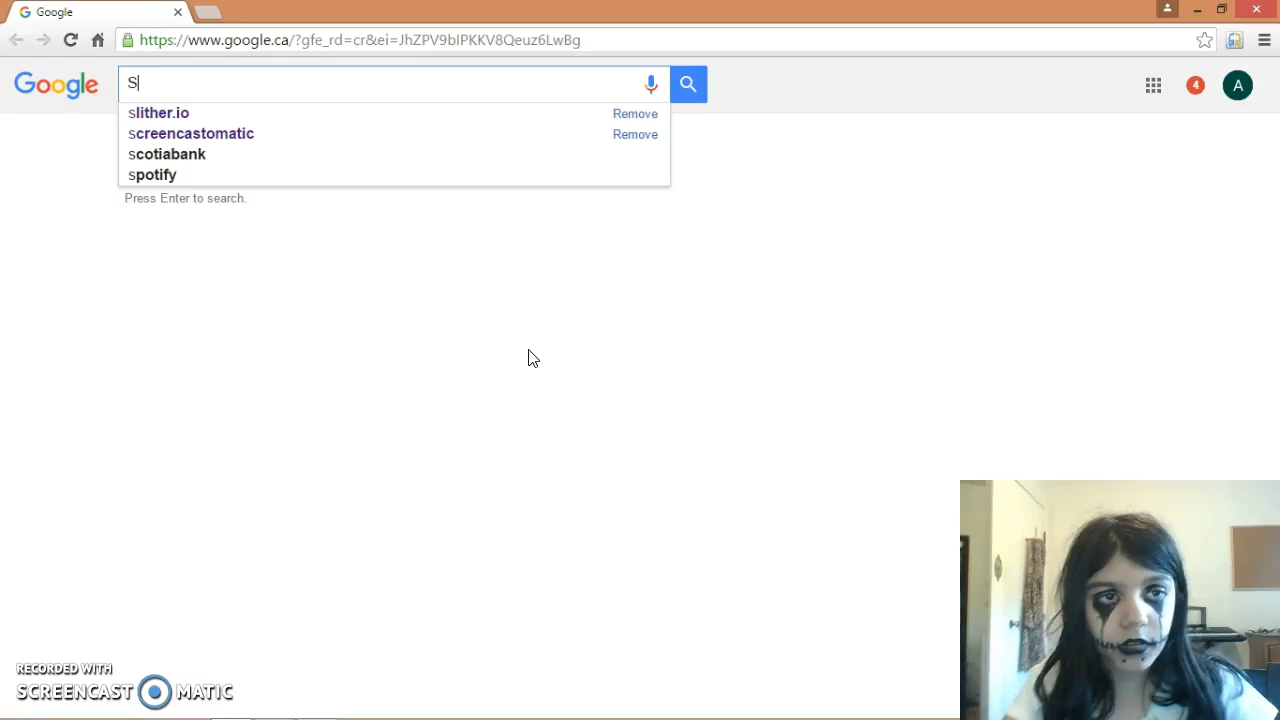 Google
https://www.google.ca/?gfe_rd=cr&ei=JhZPV9bIPKKV8Qeuz6LwBg
Google
S
4
A
slither.io
Remove
screencastomatic
Remove
scotiabank
spotify
Press Enter to search.
RECORDED WITH
SCREENCAST MATIC